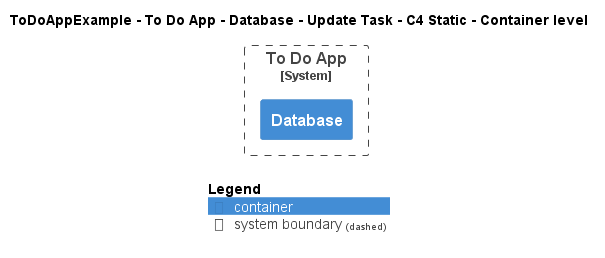 ToDoAppExample - To Do App - Database - Update Task - C4 Static - Container level
To Do App
[System]
Database
Legend
container
system boundary (dashed)